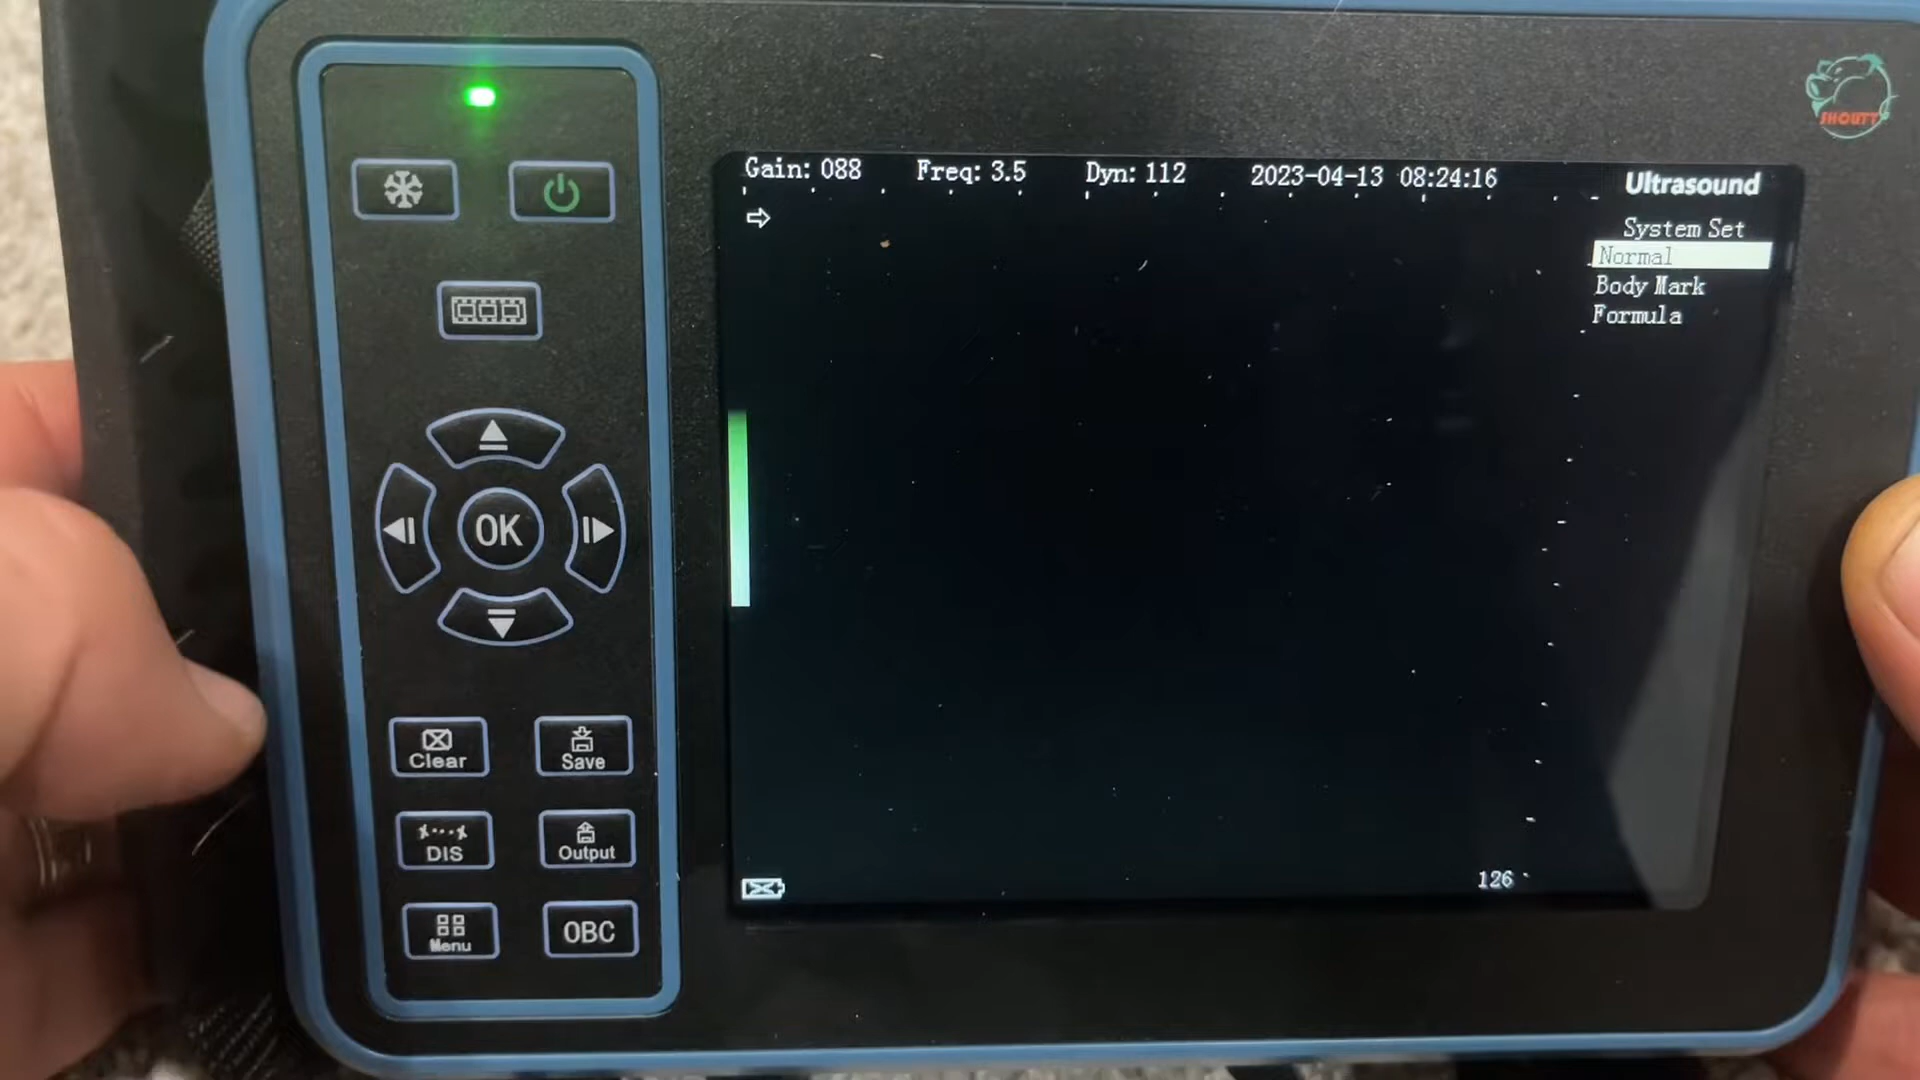 SHOUTT
Gain: 088 Freq: 3.5 Dyn: 112 2023-04-13 08:24:16
Ultrasound
System Set
Normal
Body Mark
Formula
OK
Clear
Save
DIS
Output
Menu
OBC
126